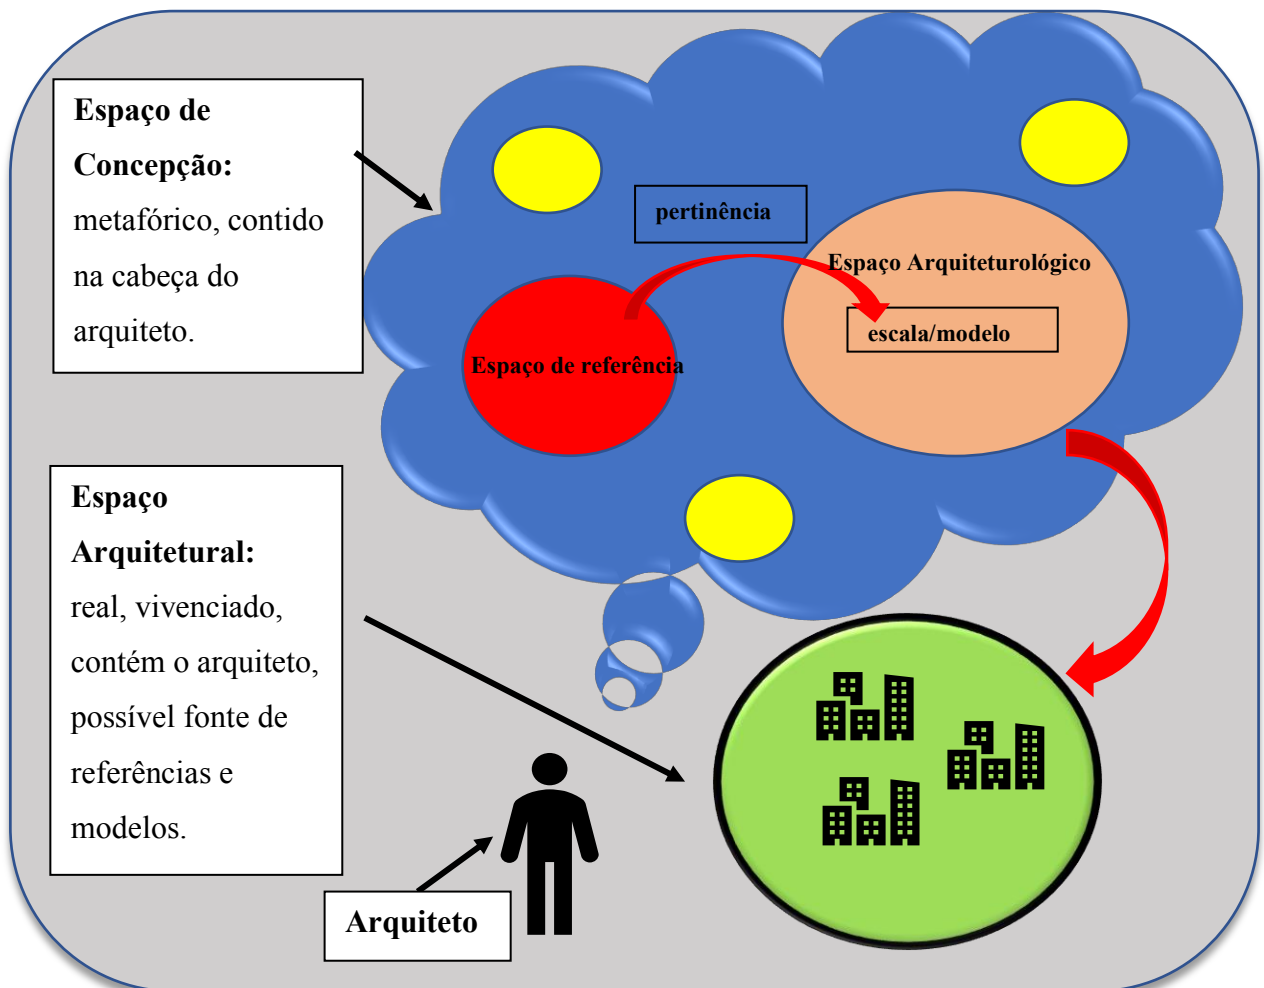 Espaço de
Concepção:
metafórico, contido
na cabeça do
arquiteto.
pertinência
Espaço Arquiteturológico
escala/modelo
Espaço de referência
Espaço
Arquitetural:
real, vivenciado,
contém o arquiteto,
possível fonte de
referências e
modelos.
Arquiteto